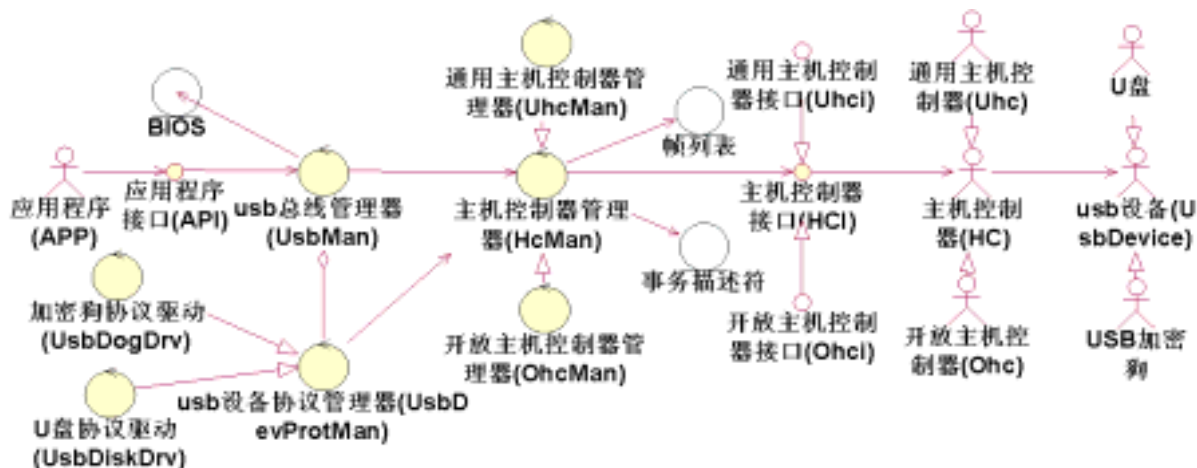 通用主机控制器管
理器(UhcMan)
通用主机控制
器接口(Uhci)
通用主机控
制器(Uhc)
U盘
BIOS
帧列表
应用程序
(APP)
应用程序
接口(API)
usb总线管理器
(UsbMan)
主机控制器管理
器(HcMan)
主机控制器
接口(HCI)
主机控制
器(HC)
usb设备(U
sbDevice)
事务描述符
加密狗协议驱动
(UsbDogDrv)
开放主机控制器管
理器(OhcMan)
开放主机控制
器接口(Ohci)
开放主机控
制器(Ohc)
USB加密
狗
usb设备协议管理器(UsbD
evProtMan)
U盘协议驱动
(UsbDiskDrv)